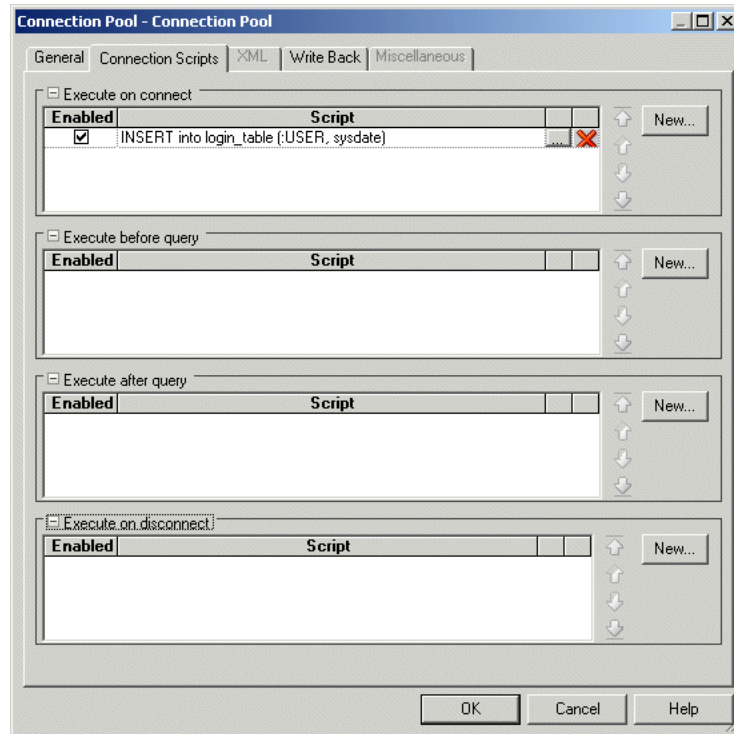 Connection Pool - Connection Pool
General Connection Scripts XML Write Back Miscellaneous
Execute on connect
Enabled Script
New...
INSERT into login_table (:USER, sysdate) ...
Execute before query
Enabled Script
New...
Execute after query
Enabled Script
New...
Execute on disconnect
Enabled Script
New...
OK Cancel Help